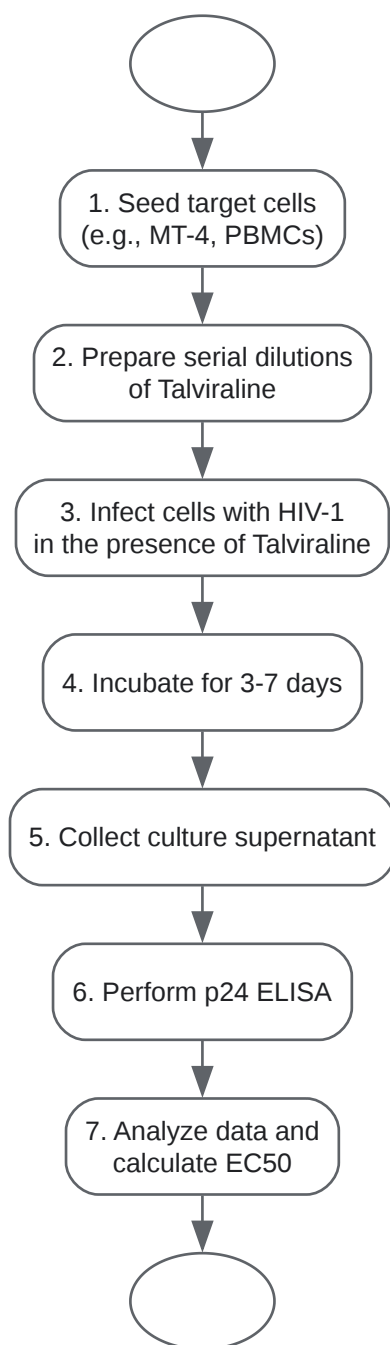 1. Seed target cells
(e.g., MT-4, PBMCs)
2. Prepare serial dilutions
of Talviraline
3. Infect cells with HIV-1
in the presence of Talviraline
4. Incubate for 3-7 days
5. Collect culture supernatant
6. Perform p24 ELISA
7. Analyze data and
calculate EC50